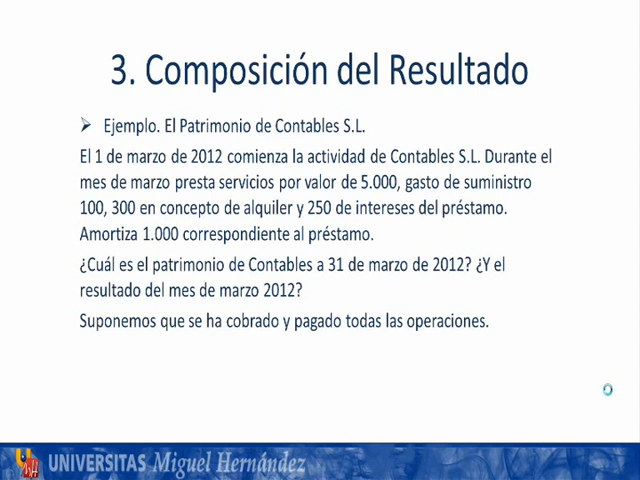 3. Composición del Resultado
Ejemplo. El Patrimonio de Contables S.L.
El 1 de marzo de 2012 comienza la actividad de Contables S.L. Durante el
mes de marzo presta servicios por valor de 5.000, gasto de suministro
100, 300 en concepto de alquiler y 250 de intereses del préstamo.
Amortiza 1.000 correspondiente al préstamo.
¿Cuál es el patrimonio de Contables a 31 de marzo de 2012? ¿Y el
resultado del mes de marzo 2012?
Suponemos que se ha cobrado y pagado todas las operaciones.
UNIVERSITAS Miguel Hernández